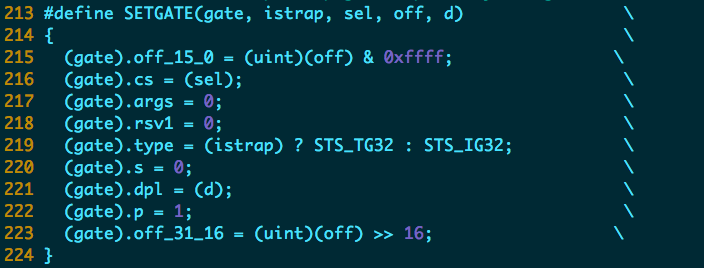 213 #define SETGATE(gate, istrap, sel, off, d)                      \
214 {                                                               \
215   (gate).off_15_0 = (uint)(off) & 0xffff;                      \
216   (gate).cs = (sel);                                            \
217   (gate).args = 0;                                              \
218   (gate).rsv1 = 0;                                              \
219   (gate).type = (istrap) ? STS_TG32 : STS_IG32;                 \
220   (gate).s = 0;                                                 \
221   (gate).dpl = (d);                                             \
222   (gate).p = 1;                                                 \
223   (gate).off_31_16 = (uint)(off) >> 16;                        \
224 }